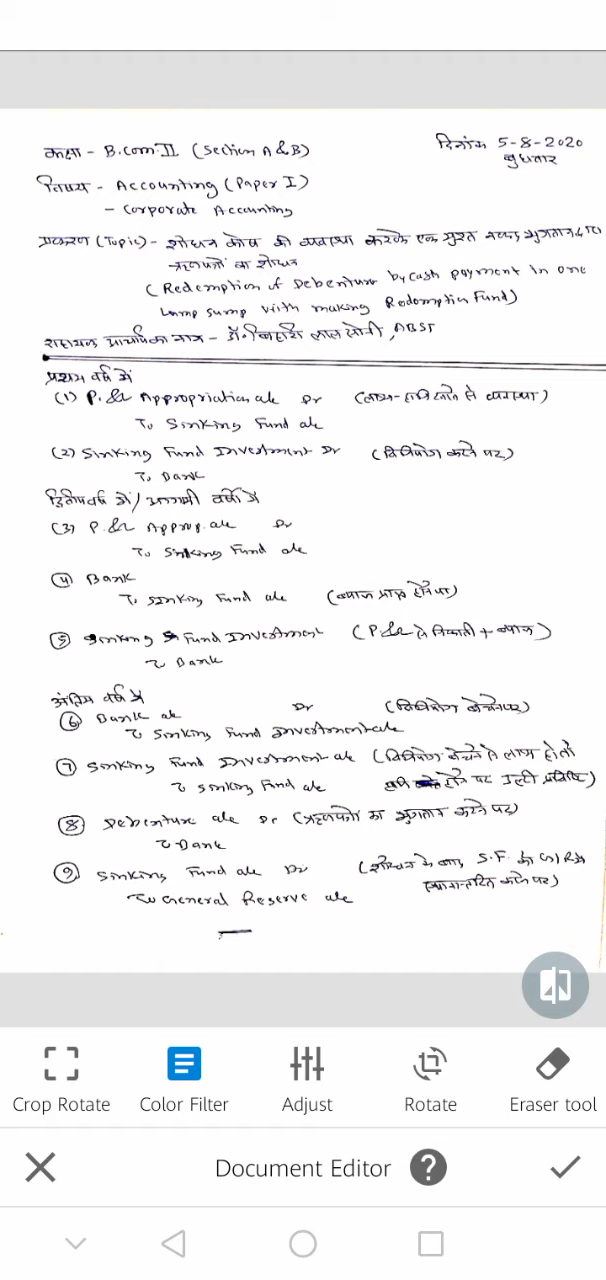 कक्षा - B.Com. II (Section A & B)
दिनांक 5-8-2020
बुधवार
विषय - Accounting (Paper I)
- Corporate Accounting
प्रकरण (Topic) - शोधन कोष की व्यवस्था करके एक मुश्त नकद भुगतान द्वारा
ऋणपत्रों का शोधन
(Redemption of Debenture by cash payment in one
Lump sump with making Redemption Fund)
सहायक आचार्य का नाम - डॉ. बिहारी लाल सोनी, ABST
प्रथम वर्ष में
(1) P. & L Appropriation a/c Dr (लाभ-हानि खाते से व्यवस्था)
To Sinking Fund a/c
(2) Sinking Fund Investment Dr (विनियोग करने पर)
To Bank
द्वितीय वर्ष में / आगामी वर्षों में
(3) P. & L Approp. a/c Dr
To Sinking Fund a/c
(4) Bank
To Sinking Fund a/c (ब्याज प्राप्त होने पर)
(5) Sinking Fund Investment (P&L से निकाली + ब्याज)
To Bank
अंतिम वर्ष में
(6) Bank a/c Dr (विनियोग बेचने पर)
To Sinking Fund Investment a/c
(7) Sinking Fund Investment a/c (विनियोग बेचने से लाभ हो तो
To Sinking Fund a/c होने पर उल्टी प्रविष्टि)
(8) Debenture a/c Dr (ऋणपत्रों का भुगतान करने पर)
To Bank
(9) Sinking Fund a/c Dr (शोधन के बाद S.F. को G/R में
To General Reserve a/c स्थानान्तरित करने पर)
Crop Rotate
Color Filter
Adjust
Rotate
Eraser tool
Document Editor ?